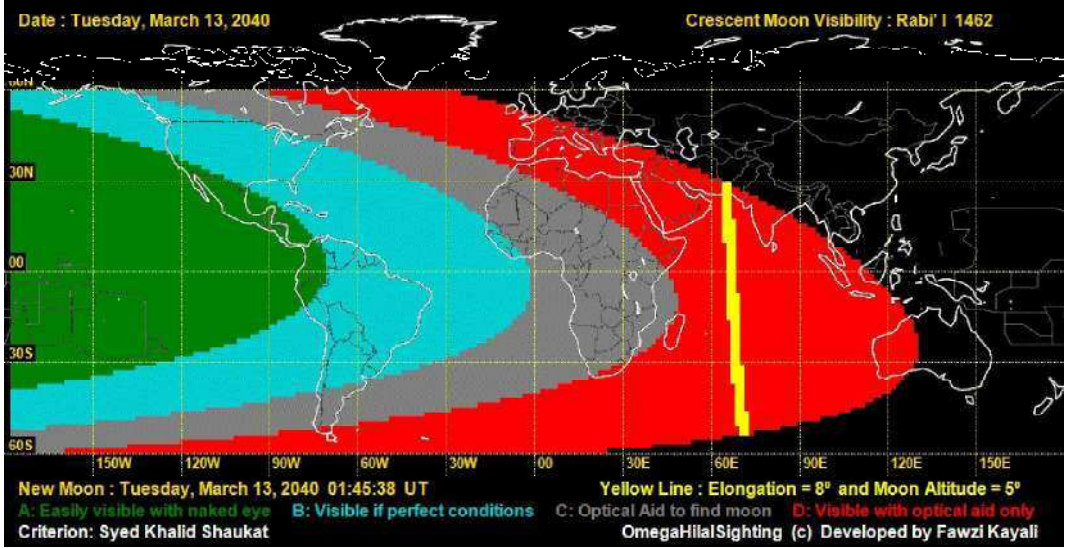 Date : Tuesday, March 13, 2040 Crescent Moon Visibility : Rabi' I 1462
60N
30N
00
30S
60S
150W 120W 90W 60W 30W 00 30E 60E 90E 120E 150E
New Moon : Tuesday, March 13, 2040 01:45:38 UT Yellow Line : Elongation = 8º and Moon Altitude = 5º
A: Easily visible with naked eye B: Visible if perfect conditions C: Optical Aid to find moon D: Visible with optical aid only
Criterion: Syed Khalid Shaukat OmegaHilalSighting (c) Developed by Fawzi Kayali